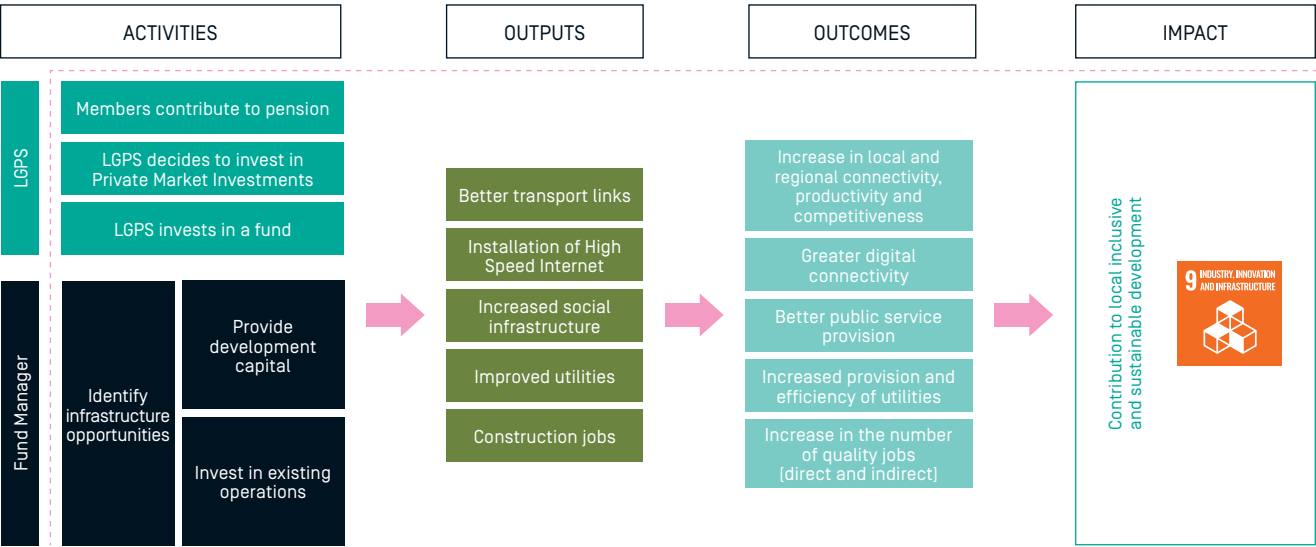 ACTIVITIES
OUTPUTS
OUTCOMES
IMPACT
LGPS
Members contribute to pension
LGPS decides to invest in
Private Market Investments
LGPS invests in a fund
Fund Manager
Identify
infrastructure
opportunities
Provide
development
capital
Invest in existing
operations
Better transport links
Installation of High
Speed Internet
Increased social
infrastructure
Improved utilities
Construction jobs
Increase in local and
regional connectivity,
productivity and
competitiveness
Greater digital
connectivity
Better public service
provision
Increased provision and
efficiency of utilities
Increase in the number
of quality jobs
(direct and indirect)
Contribution to local inclusive
and sustainable development
9 INDUSTRY, INNOVATION
AND INFRASTRUCTURE